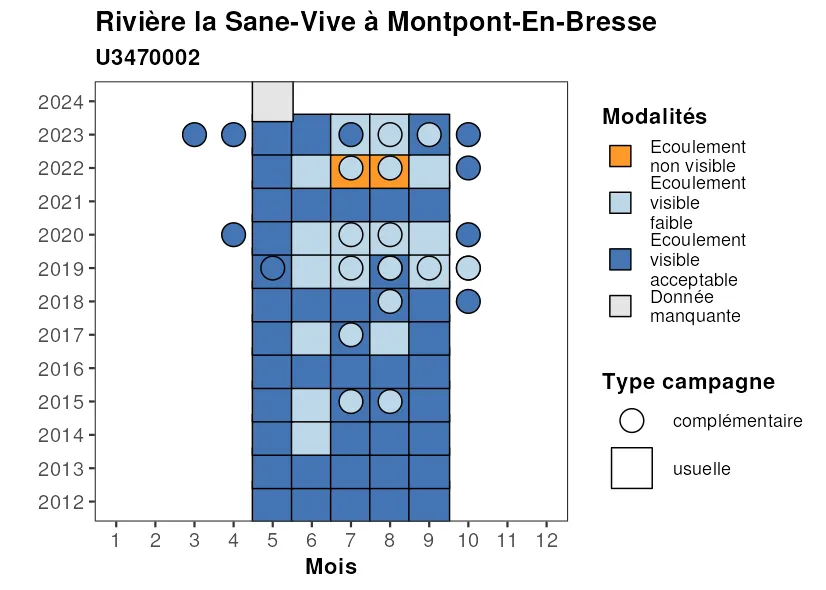 Rivière la Sane-Vive à Montpont-En-Bresse
U3470002
2024
2023
2022
2021
2020
2019
2018
2017
2016
2015
2014
2013
2012
1 2 3 4 5 6 7 8 9 10 11 12
Mois
Modalités
Ecoulement
non visible
Ecoulement
visible
faible
Ecoulement
visible
acceptable
Donnée
manquante
Type campagne
complémentaire
usuelle